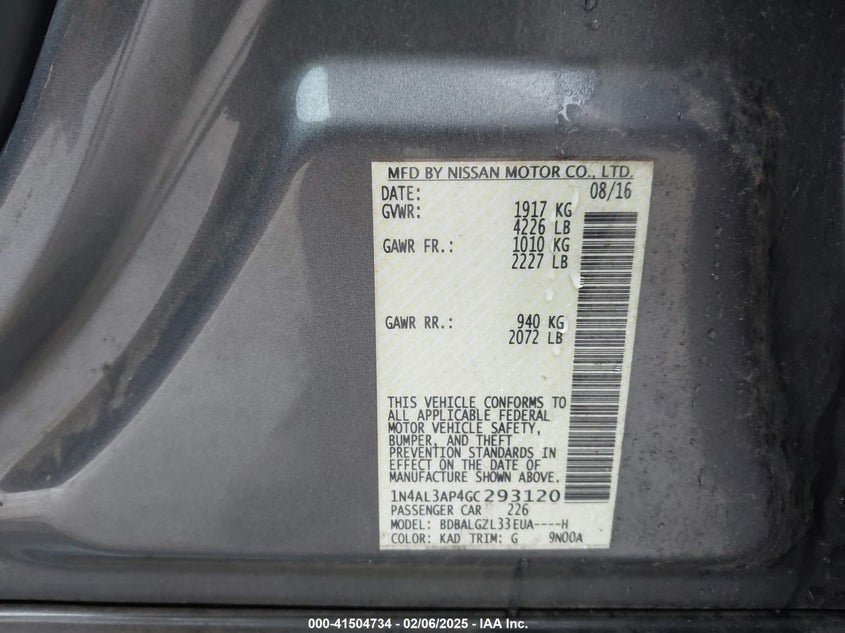 MFD BY NISSAN MOTOR CO., LTD.
DATE: 08/16
GVWR: 1917 KG
4226 LB
GAWR FR.: 1010 KG
2227 LB
GAWR RR.: 940 KG
2072 LB
THIS VEHICLE CONFORMS TO
ALL APPLICABLE FEDERAL
MOTOR VEHICLE SAFETY,
BUMPER, AND THEFT
PREVENTION STANDARDS IN
EFFECT ON THE DATE OF
MANUFACTURE SHOWN ABOVE.
1N4AL3AP4GC293120
PASSENGER CAR 226
MODEL: BDBALGZL33EUA----H
COLOR: KAD TRIM: G 9N00A
000-41504734 - 02/06/2025 - IAA Inc.